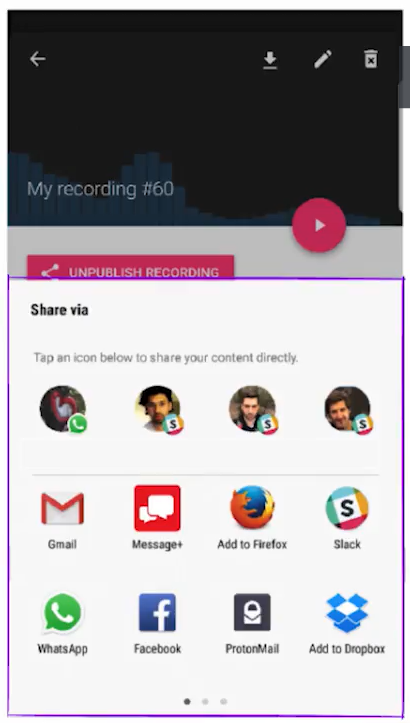 My recording #60
UNPUBLISH RECORDING
Share via
Tap an icon below to share your content directly.
Gmail Message+ Add to Firefox Slack
WhatsApp Facebook ProtonMail Add to Dropbox